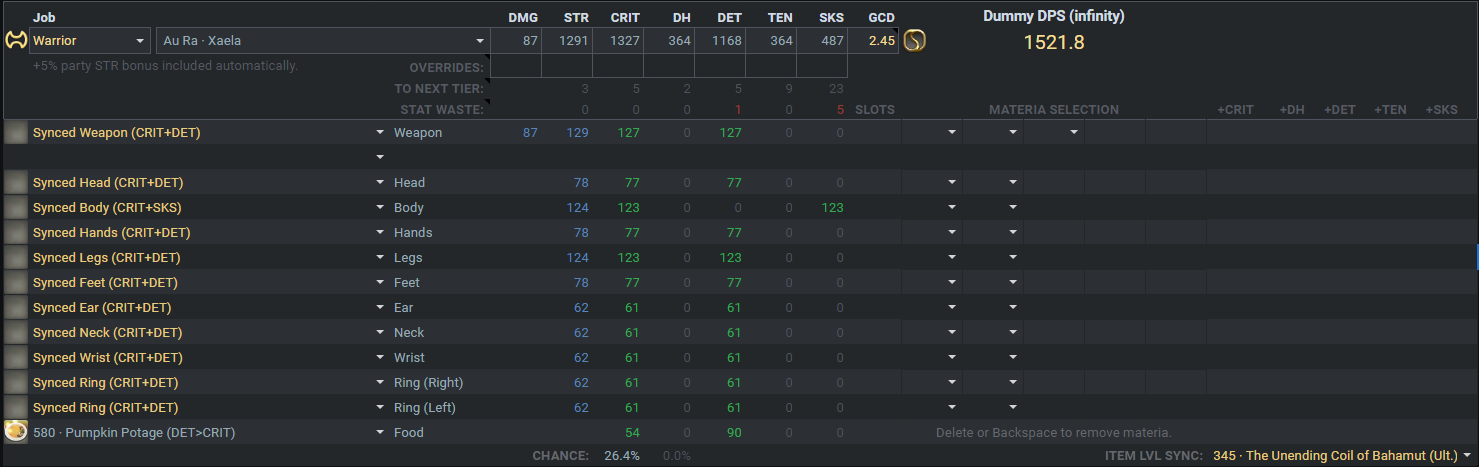 Job DMG STR CRIT DH DET TEN SKS GCD Dummy DPS (infinity)
Warrior Au Ra · Xaela 87 1291 1327 364 1168 364 487 2.45 1521.8
+5% party STR bonus included automatically. OVERRIDES:
TO NEXT TIER: 3 5 2 5 9 23
STAT WASTE: 0 0 0 1 0 5 SLOTS MATERIA SELECTION +CRIT +DH +DET +TEN +SKS
Synced Weapon (CRIT+DET) Weapon 87 129 127 0 127 0 0
Synced Head (CRIT+DET) Head 78 77 0 77 0 0
Synced Body (CRIT+SKS) Body 124 123 0 0 0 123
Synced Hands (CRIT+DET) Hands 78 77 0 77 0 0
Synced Legs (CRIT+DET) Legs 124 123 0 123 0 0
Synced Feet (CRIT+DET) Feet 78 77 0 77 0 0
Synced Ear (CRIT+DET) Ear 62 61 0 61 0 0
Synced Neck (CRIT+DET) Neck 62 61 0 61 0 0
Synced Wrist (CRIT+DET) Wrist 62 61 0 61 0 0
Synced Ring (CRIT+DET) Ring (Right) 62 61 0 61 0 0
Synced Ring (CRIT+DET) Ring (Left) 62 61 0 61 0 0
580 · Pumpkin Potage (DET>CRIT) Food 54 0 90 0 0 Delete or Backspace to remove materia.
CHANCE: 26.4% 0.0% ITEM LVL SYNC: 345 · The Unending Coil of Bahamut (Ult.)